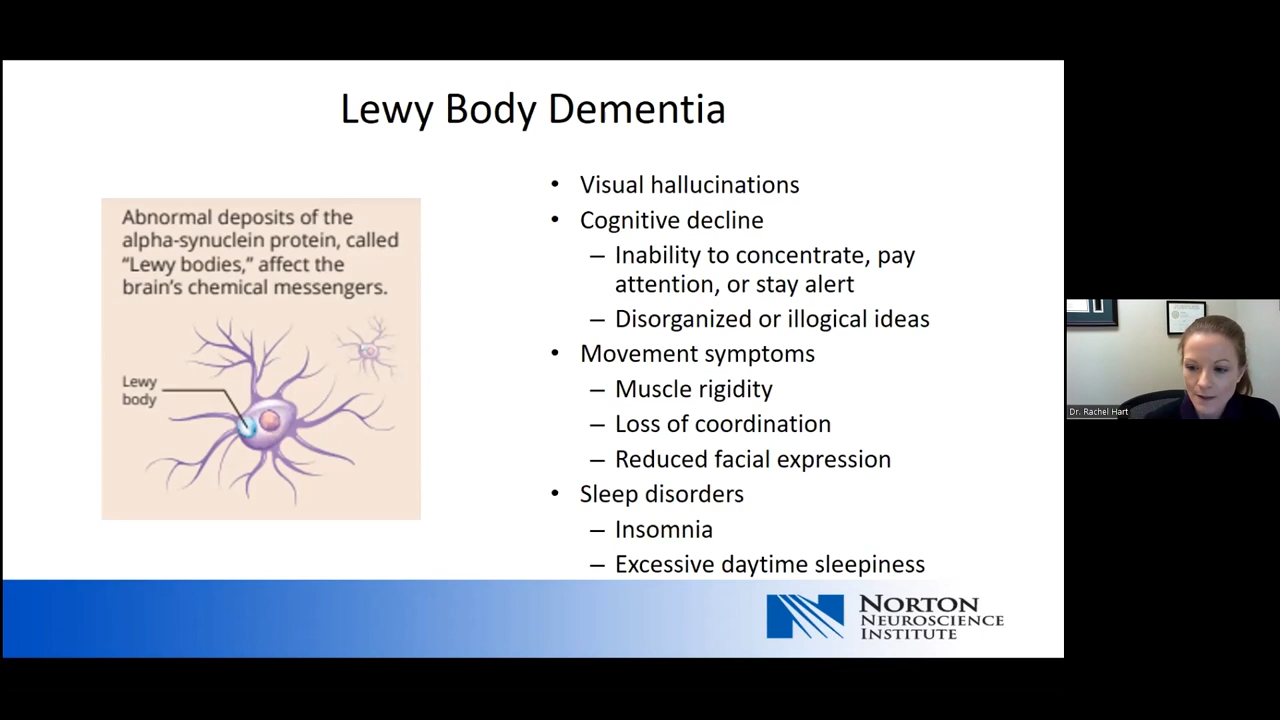 Lewy Body Dementia
Abnormal deposits of the
alpha-synuclein protein, called
“Lewy bodies,” affect the
brain’s chemical messengers.
Lewy
body
• Visual hallucinations
• Cognitive decline
– Inability to concentrate, pay
attention, or stay alert
– Disorganized or illogical ideas
• Movement symptoms
– Muscle rigidity
– Loss of coordination
– Reduced facial expression
• Sleep disorders
– Insomnia
– Excessive daytime sleepiness
NORTON
NEUROSCIENCE
INSTITUTE
Dr. Rachel Hart